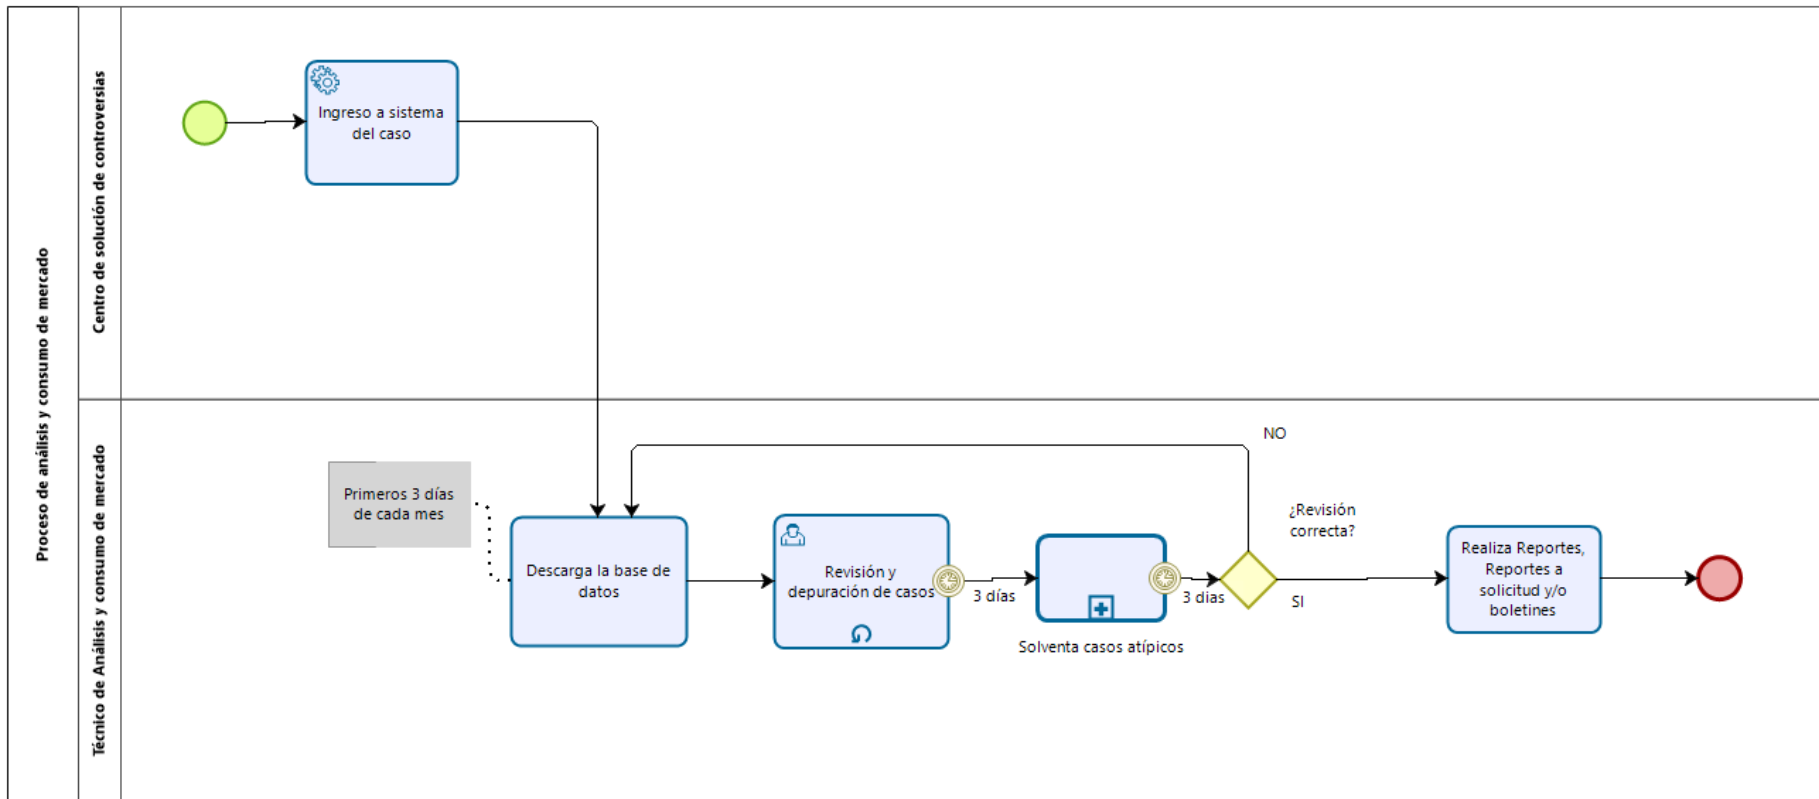 Proceso de análisis y consumo de mercado
Centro de solución de controversias
Ingreso a sistema
del caso
Técnico de Análisis y consumo de mercado
Primeros 3 días
de cada mes
Descarga la base de
datos
Revisión y
depuración de casos
3 días
Solventa casos atípicos
3 dias
NO
¿Revisión
correcta?
SI
Realiza Reportes,
Reportes a
solicitud y/o
boletines